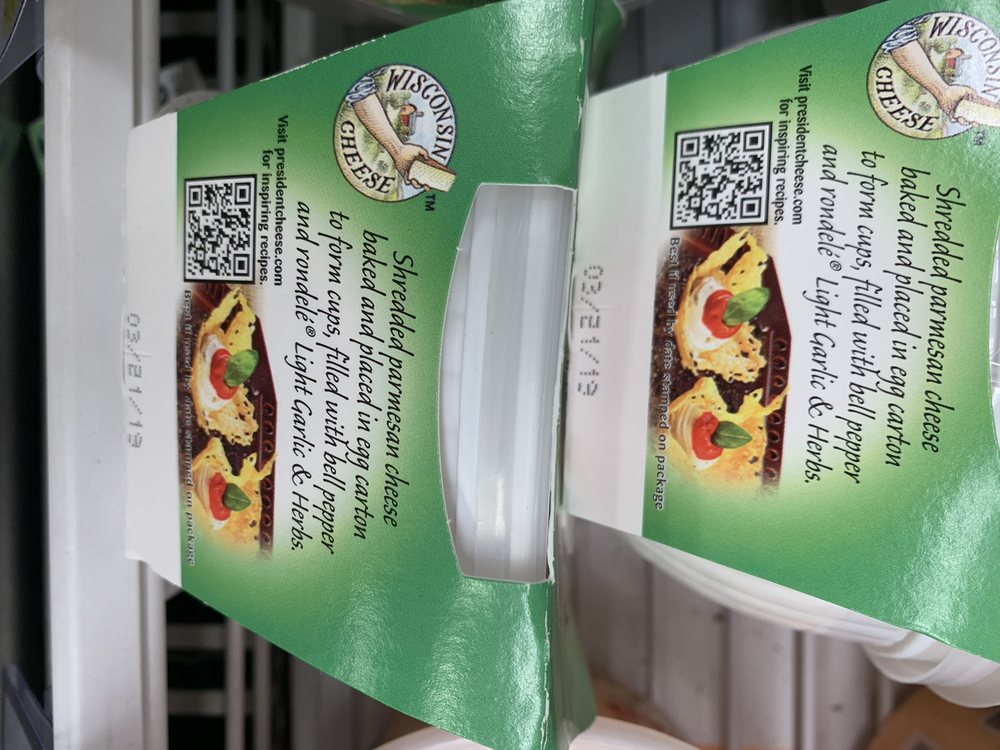 WISCONSIN
CHEESE
TM
Shredded parmesan cheese
baked and placed in egg carton
to form cups, filled with bell pepper
and rondelé® Light Garlic & Herbs.
Visit presidentcheese.com
for inspiring recipes.
Best if used by date stamped on package
03/21/19
WISCONSIN
CHEESE
TM
Shredded parmesan cheese
baked and placed in egg carton
to form cups, filled with bell pepper
and rondelé® Light Garlic & Herbs.
Visit presidentcheese.com
for inspiring recipes.
Best if used by date stamped on package
03/21/19